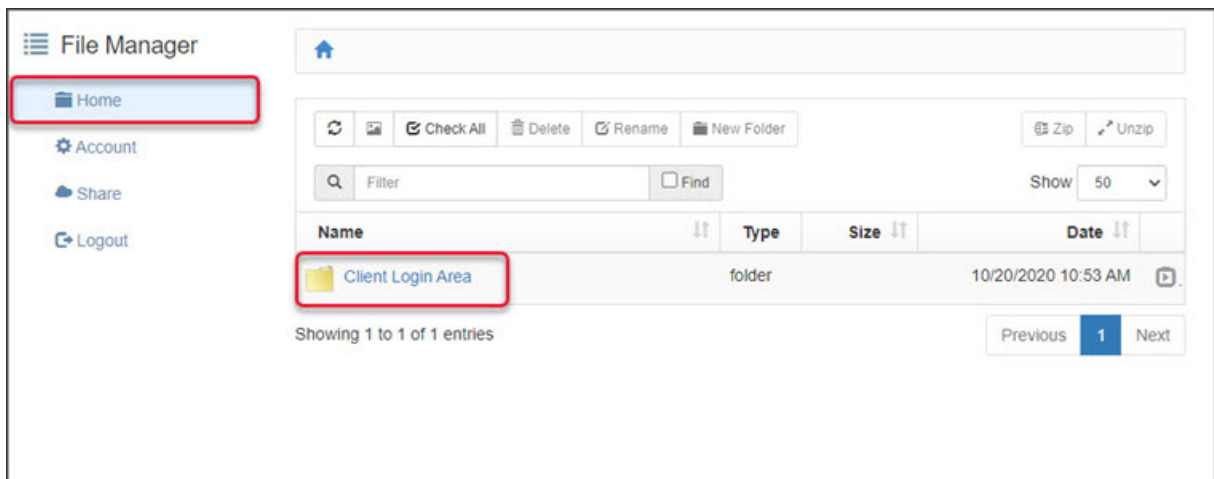 File Manager
Home
Account
Share
Logout
Check All Delete Rename New Folder Zip Unzip
Filter Find Show 50
Name Type Size Date
Client Login Area folder 10/20/2020 10:53 AM
Showing 1 to 1 of 1 entries Previous 1 Next